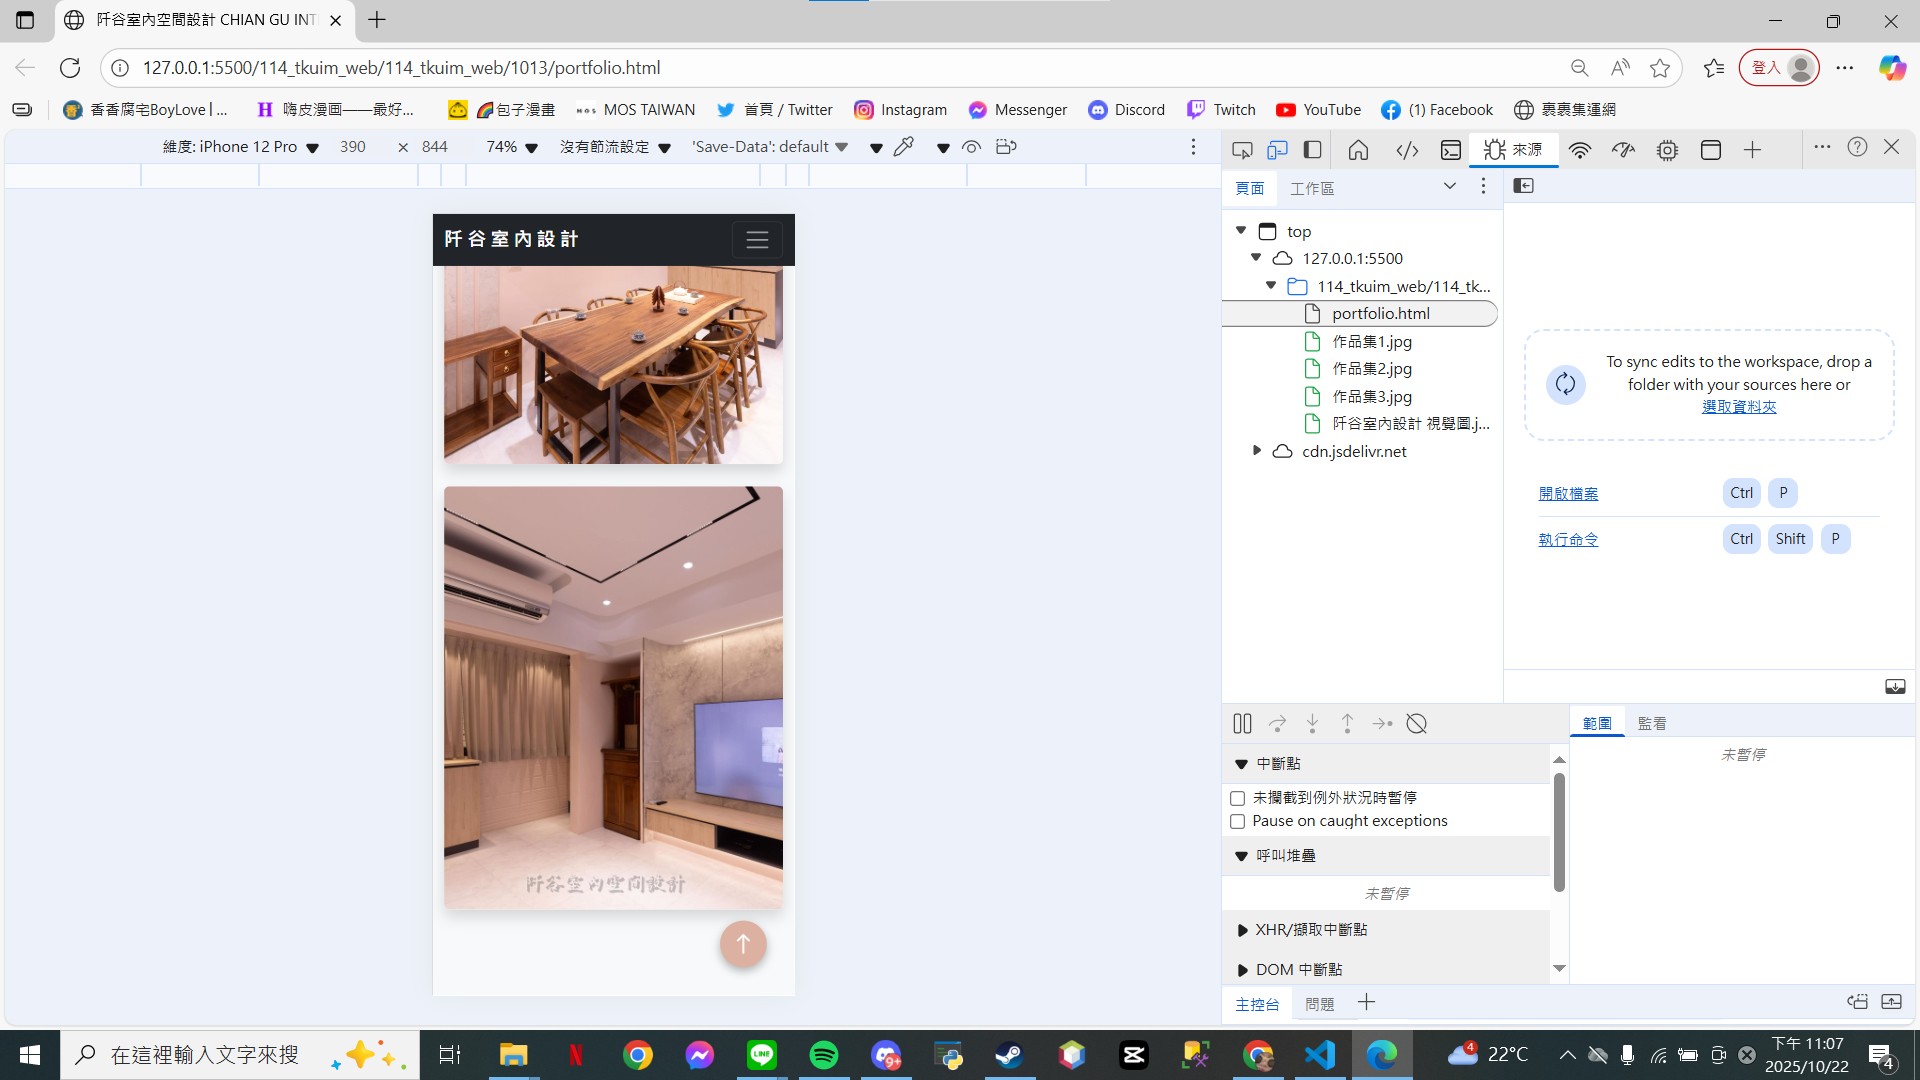 阡谷室內空間設計 CHIAN GU INT
127.0.0.1:5500/114_tkuim_web/114_tkuim_web/1013/portfolio.html
登入
香香腐宅BoyLove | ...
嗨皮漫画——最好...
包子漫畫
MOS TAIWAN
首頁 / Twitter
Instagram
Messenger
Discord
Twitch
YouTube
(1) Facebook
裹裹集運網
維度: iPhone 12 Pro
390
×
844
74%
沒有節流設定
'Save-Data': default
來源
頁面
工作區
top
127.0.0.1:5500
114_tkuim_web/114_tk...
portfolio.html
作品集1.jpg
作品集2.jpg
作品集3.jpg
阡谷室內設計 視覺圖.j...
cdn.jsdelivr.net
To sync edits to the workspace, drop a
folder with your sources here or
選取資料夾
開啟檔案
Ctrl
P
執行命令
Ctrl
Shift
P
阡谷室內設計
阡谷室內空間設計
範圍
監看
未暫停
中斷點
未攔截到例外狀況時暫停
Pause on caught exceptions
呼叫堆疊
未暫停
XHR/擷取中斷點
DOM 中斷點
主控台
問題
在這裡輸入文字來搜
LINE
9+
4
22°C
下午 11:07
2025/10/22
4